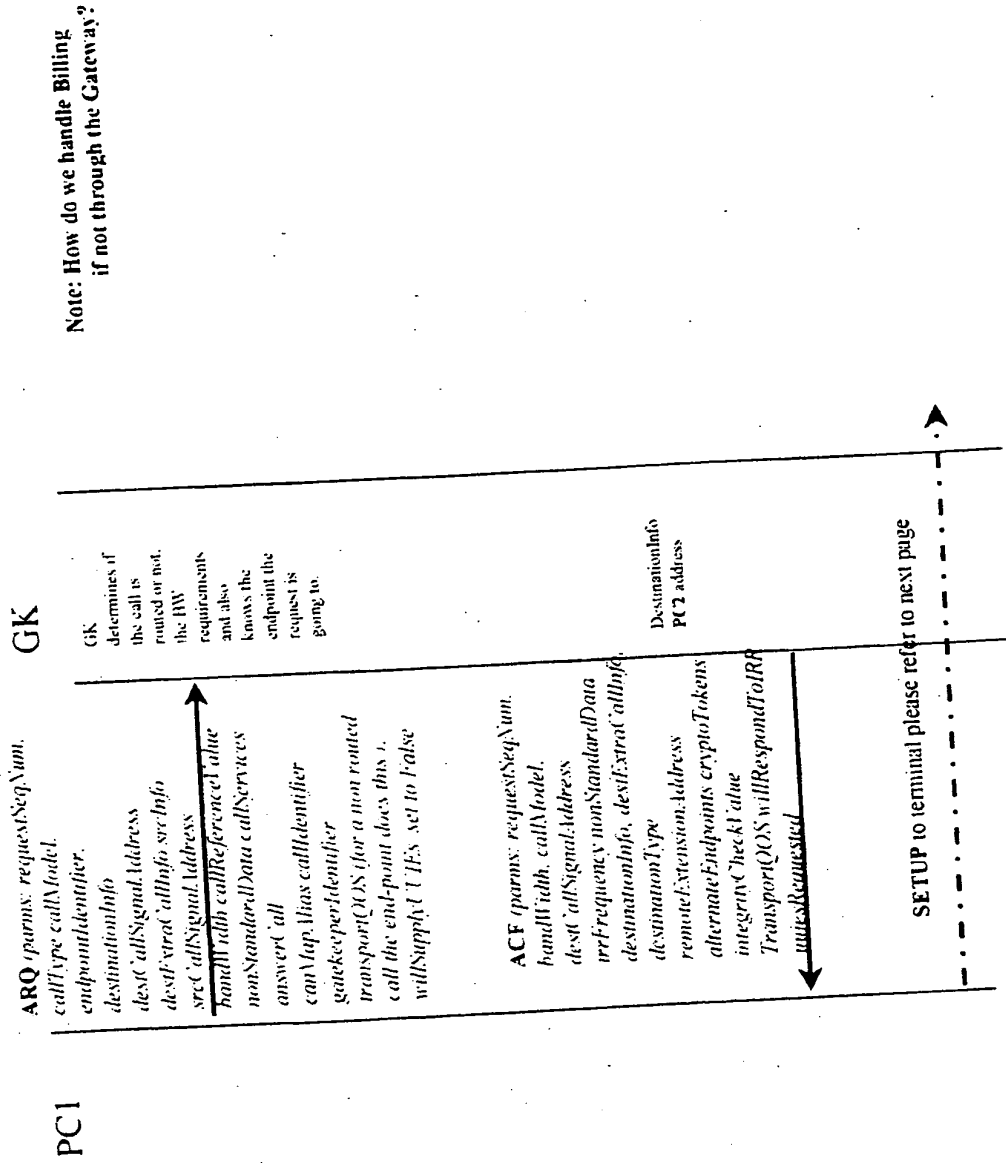 Note: How do we handle Billing
if not through the Gateway?
PC1
GK
ARQ (parms: requestSeqNum,
callType callModel,
endpointIdentifier,
destinationInfo
destCallSignalAddress
destExtraCallInfo srcInfo
srcCallSignalAddress
bandWidth callReferenceValue
nonStandardData callServices
answerCall
canMapAlias callIdentifier
gatekeeperIdentifier
transportQOS (for a non routed
call the end-point does this ).
willSupplyUUIEs set to False
GK
determines if
the call is
routed or not,
the BW
requirements
and also
knows the
endpoint the
request is
going to.
ACF (parms: requestSeqNum,
bandWidth, callModel,
destCallSignalAddress
irrFrequency nonStandardData
destinationInfo, destExtraCallInfo,
destinationType
remoteExtensionAddress
alternateEndpoints cryptoTokens
integrityCheckValue
TransportQOS willRespondToIRR
uuiesRequested
DestinationInfo
PC2 address
SETUP to terminal please refer to next page